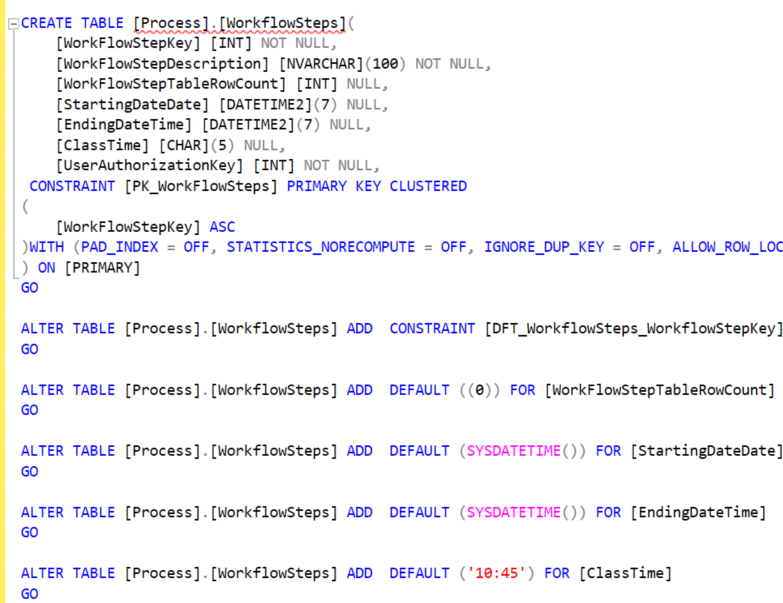 CREATE TABLE [Process].[WorkflowSteps](
[WorkFlowStepKey] [INT] NOT NULL,
[WorkFlowStepDescription] [NVARCHAR](100) NOT NULL,
[WorkFlowStepTableRowCount] [INT] NULL,
[StartingDateDate] [DATETIME2](7) NULL,
[EndingDateTime] [DATETIME2](7) NULL,
[ClassTime] [CHAR](5) NULL,
[UserAuthorizationKey] [INT] NOT NULL,
CONSTRAINT [PK_WorkFlowSteps] PRIMARY KEY CLUSTERED
(
[WorkFlowStepKey] ASC
)WITH (PAD_INDEX = OFF, STATISTICS_NORECOMPUTE = OFF, IGNORE_DUP_KEY = OFF, ALLOW_ROW_LOC
) ON [PRIMARY]
GO
ALTER TABLE [Process].[WorkflowSteps] ADD  CONSTRAINT [DFT_WorkflowSteps_WorkflowStepKey]
GO
ALTER TABLE [Process].[WorkflowSteps] ADD  DEFAULT ((0)) FOR [WorkFlowStepTableRowCount]
GO
ALTER TABLE [Process].[WorkflowSteps] ADD  DEFAULT (SYSDATETIME()) FOR [StartingDateDate]
GO
ALTER TABLE [Process].[WorkflowSteps] ADD  DEFAULT (SYSDATETIME()) FOR [EndingDateTime]
GO
ALTER TABLE [Process].[WorkflowSteps] ADD  DEFAULT ('10:45') FOR [ClassTime]
GO